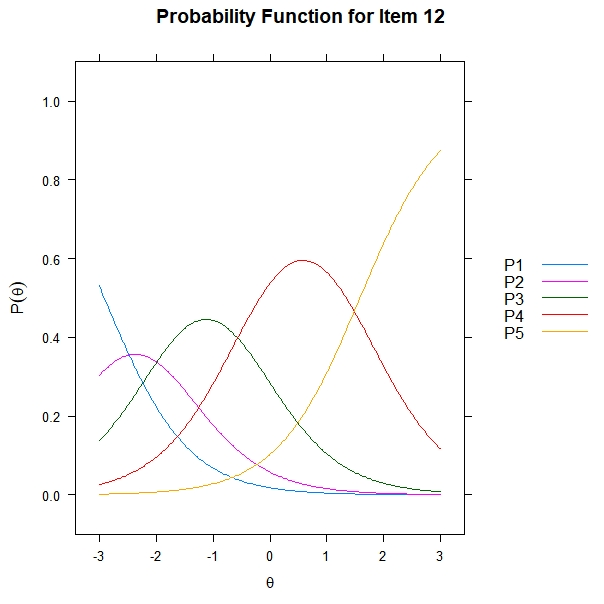 Probability Function for Item 12
P(θ)
1.0
0.8
0.6
0.4
0.2
0.0
-3 -2 -1 0 1 2 3
θ
P1
P2
P3
P4
P5